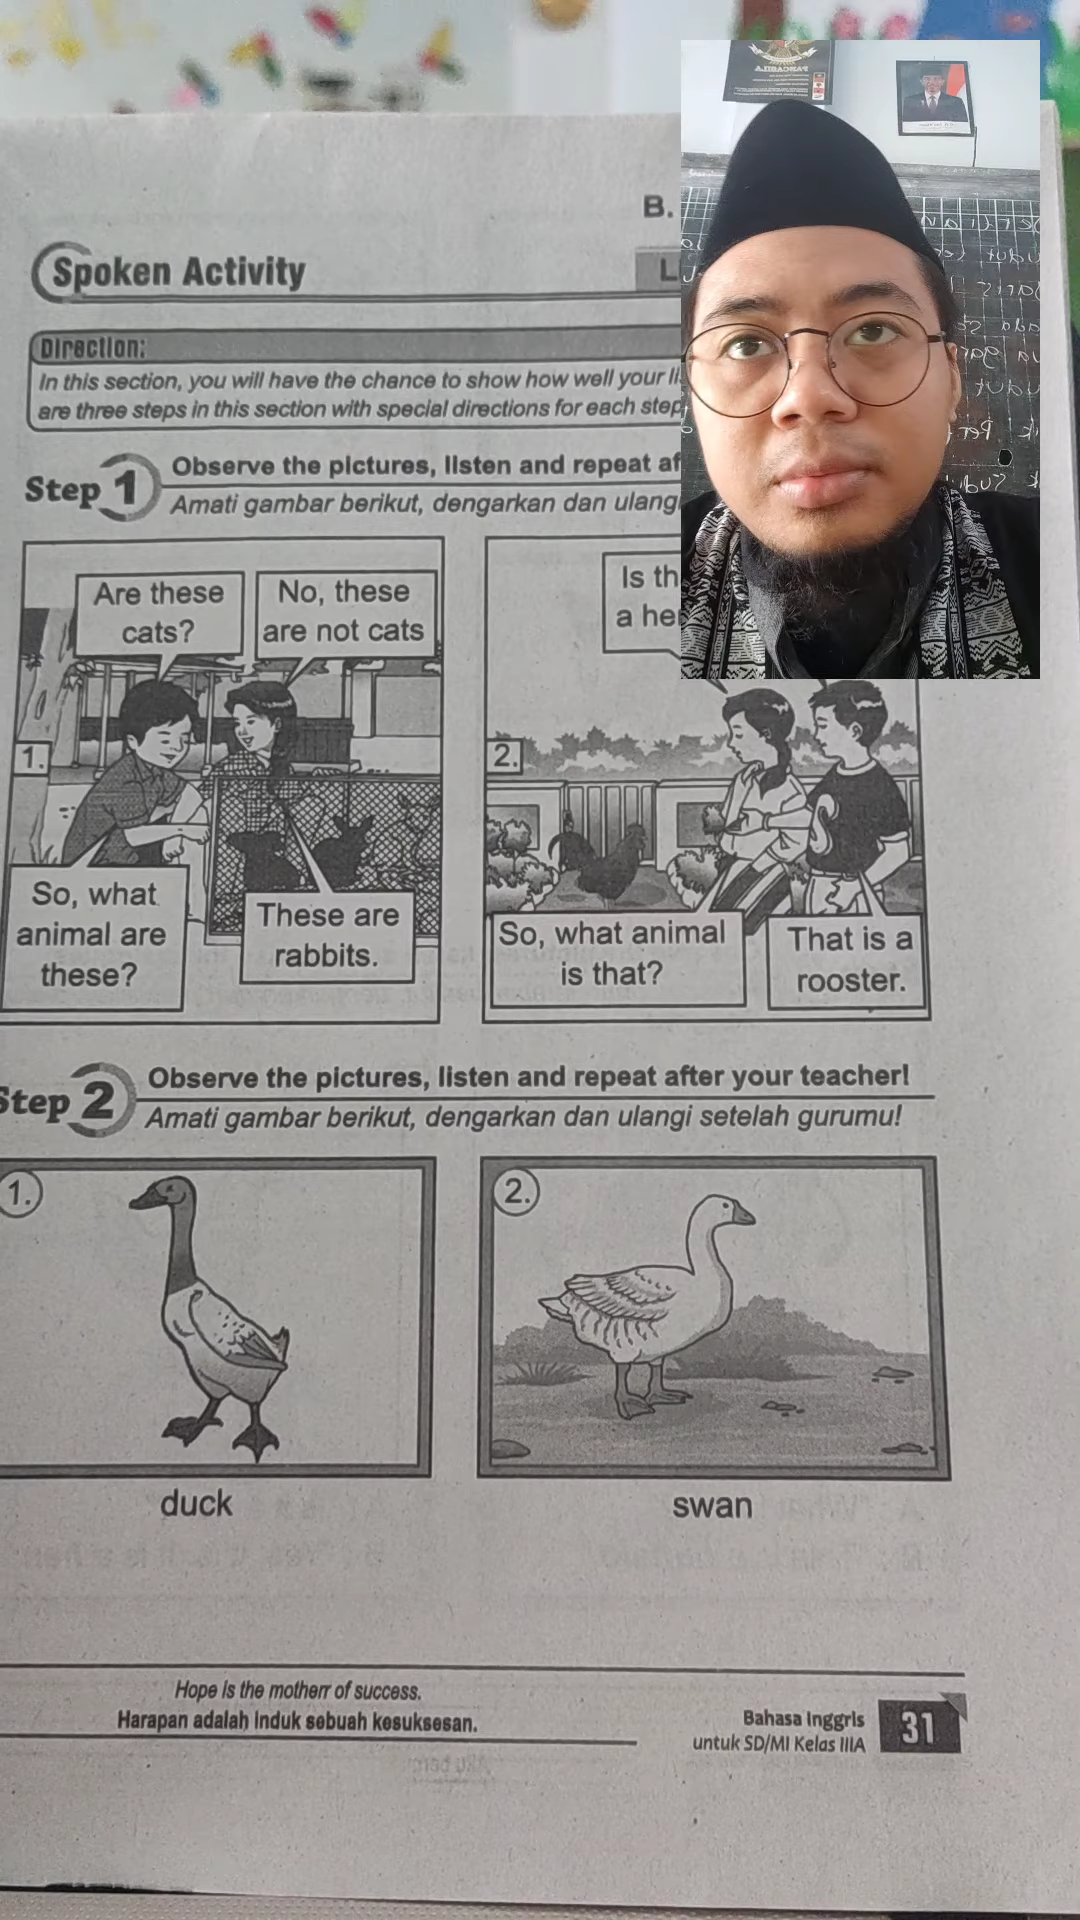 B.
Spoken Activity
L
Direction:
In this section, you will have the chance to show how well your li
are three steps in this section with special directions for each step
Step 1
Observe the pictures, listen and repeat af
Amati gambar berikut, dengarkan dan ulangi
Are these
cats?
No, these
are not cats
1.
So, what
animal are
these?
These are
rabbits.
Is th
a hen
2.
So, what animal
is that?
That is a
rooster.
Step 2
Observe the pictures, listen and repeat after your teacher!
Amati gambar berikut, dengarkan dan ulangi setelah gurumu!
1.
duck
2.
swan
Hope is the motherr of success.
Harapan adalah induk sebuah kesuksesan.
Bahasa Inggris
untuk SD/MI Kelas IIIA
31
PANCASILA